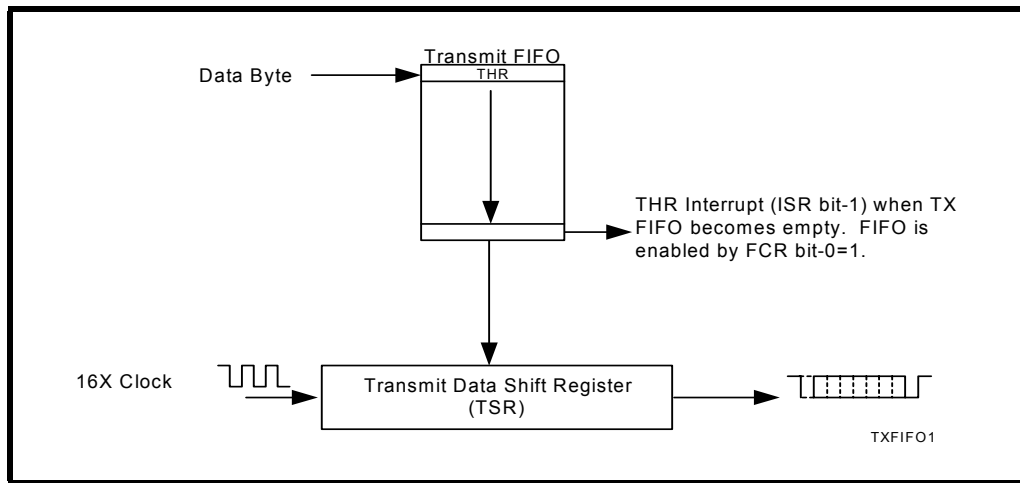 Transmit FIFO
THR
Data Byte
THR Interrupt (ISR bit-1) when TX
FIFO becomes empty. FIFO is
enabled by FCR bit-0=1.
16X Clock
Transmit Data Shift Register
(TSR)
TXFIFO1